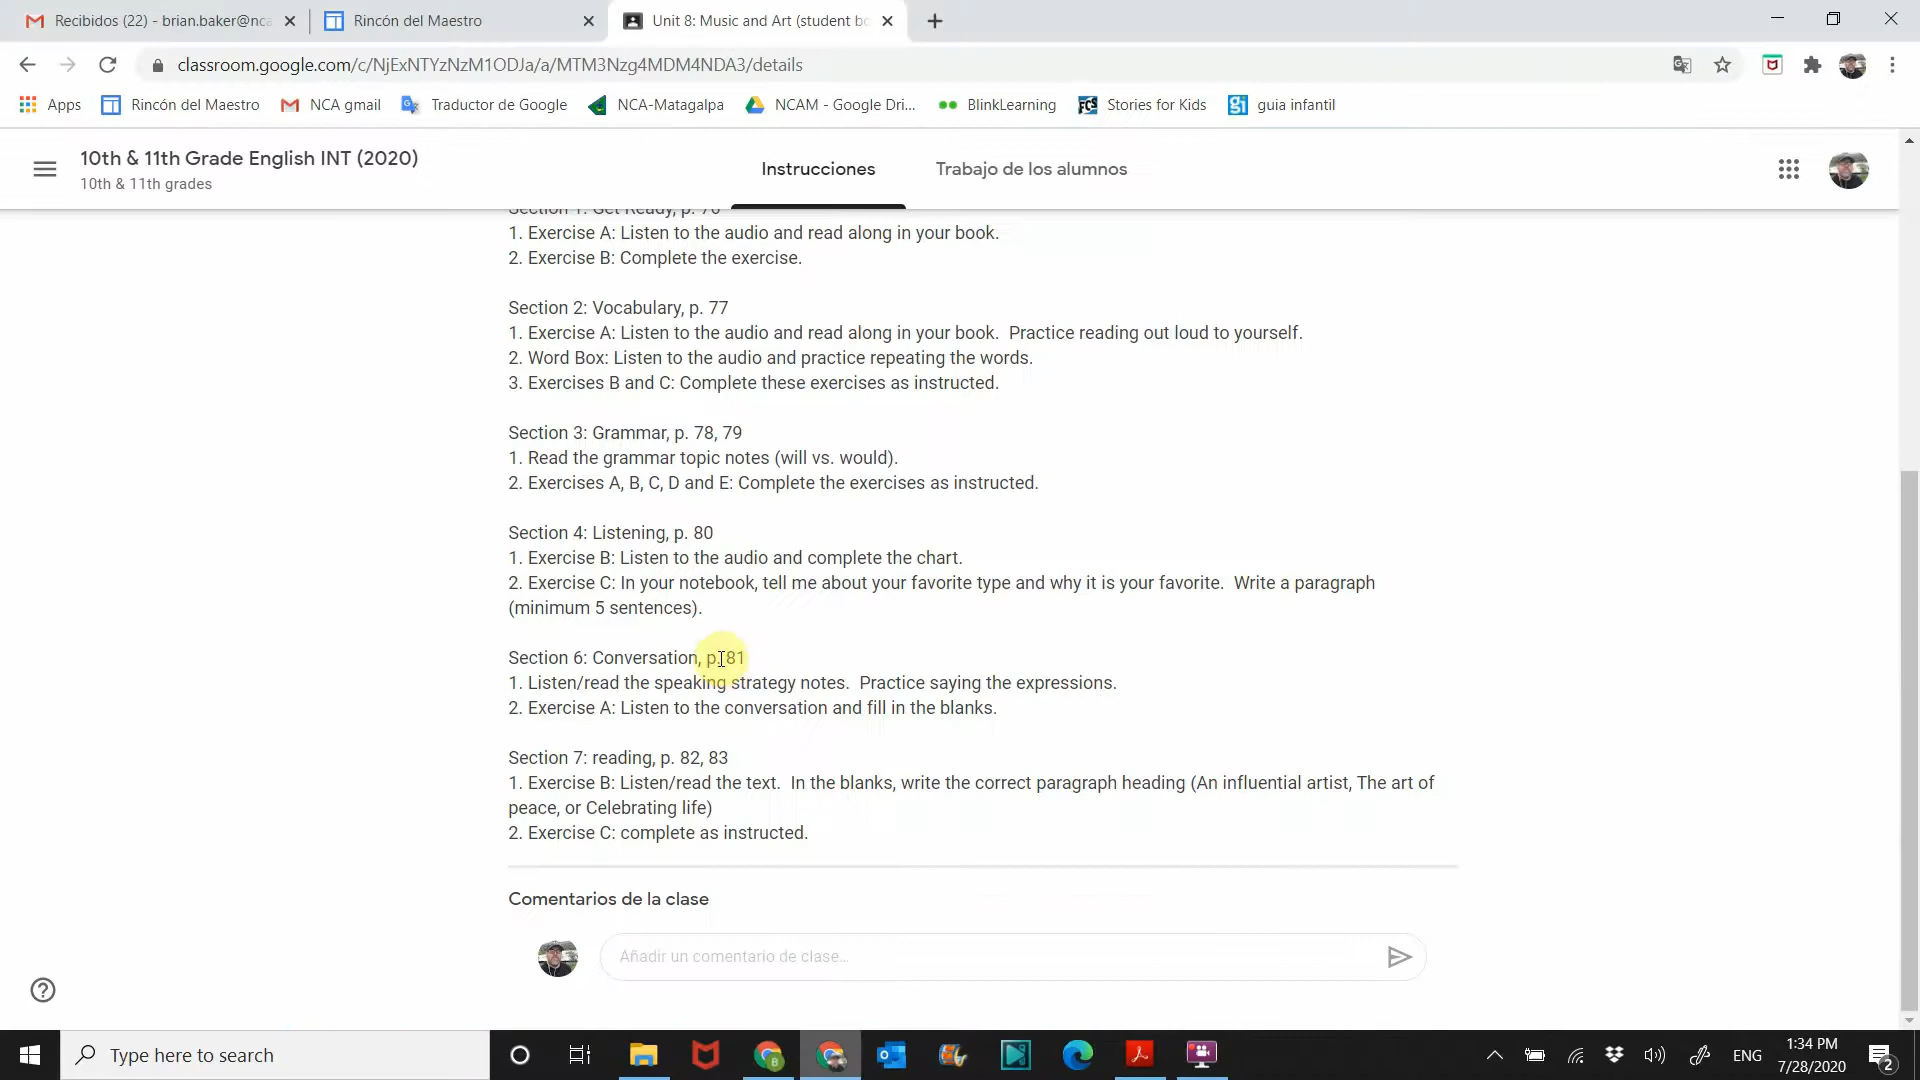 Recibidos (22) - brian.baker@nca
Rincón del Maestro
Unit 8: Music and Art (student bo
classroom.google.com/c/NjExNTYzNzM1ODJa/a/MTM3Nzg4MDM4NDA3/details
Apps
Rincón del Maestro
NCA gmail
Traductor de Google
NCA-Matagalpa
NCAM - Google Dri...
BlinkLearning
FCS
Stories for Kids
gi
guia infantil
10th & 11th Grade English INT (2020)
10th & 11th grades
Instrucciones
Trabajo de los alumnos
Section 1: Get Ready, p. 76
1. Exercise A: Listen to the audio and read along in your book.
2. Exercise B: Complete the exercise.
Section 2: Vocabulary, p. 77
1. Exercise A: Listen to the audio and read along in your book.  Practice reading out loud to yourself.
2. Word Box: Listen to the audio and practice repeating the words.
3. Exercises B and C: Complete these exercises as instructed.
Section 3: Grammar, p. 78, 79
1. Read the grammar topic notes (will vs. would).
2. Exercises A, B, C, D and E: Complete the exercises as instructed.
Section 4: Listening, p. 80
1. Exercise B: Listen to the audio and complete the chart.
2. Exercise C: In your notebook, tell me about your favorite type and why it is your favorite.  Write a paragraph
(minimum 5 sentences).
Section 6: Conversation, p. 81
1. Listen/read the speaking strategy notes.  Practice saying the expressions.
2. Exercise A: Listen to the conversation and fill in the blanks.
Section 7: reading, p. 82, 83
1. Exercise B: Listen/read the text.  In the blanks, write the correct paragraph heading (An influential artist, The art of
peace, or Celebrating life)
2. Exercise C: complete as instructed.
Comentarios de la clase
Añadir un comentario de clase...
Type here to search
B
ENG
1:34 PM
7/28/2020
2